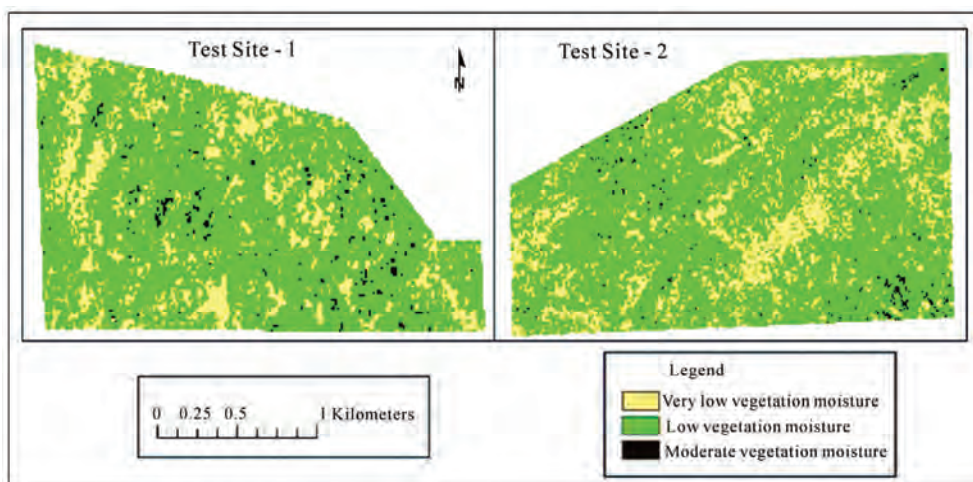 Test Site - 1
N
Test Site - 2
0 0.25 0.5 1 Kilometers
Legend
Very low vegetation moisture
Low vegetation moisture
Moderate vegetation moisture